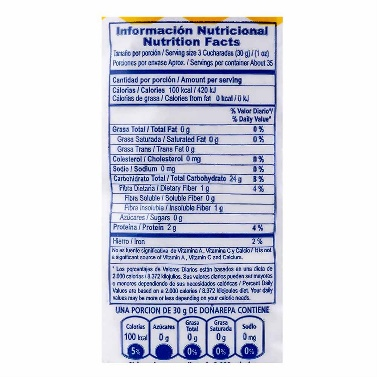 Información Nutricional
Nutrition Facts
Tamaño por porción / Serving size 3 Cucharadas (30 g) / (1 oz)
Porciones por envase Aprox. / Servings per container About 35
Cantidad por porción / Amount per serving
Calorías / Calories 100 kcal / 420 kJ
Calorías de grasa / Calories from fat 0 kcal / 0 kJ
% Valor Diario*/
% Daily Value*
Grasa Total / Total Fat 0 g 0 %
Grasa Saturada / Saturated Fat 0 g 0 %
Grasa Trans / Trans Fat 0 g
Colesterol / Cholesterol 0 mg 0 %
Sodio / Sodium 0 mg 0 %
Carbohidrato Total / Total Carbohydrate 24 g 8 %
Fibra Dietaria / Dietary Fiber 1 g 4 %
Fibra Soluble / Soluble Fiber 0 g
Fibra Insoluble / Insoluble Fiber 1 g
Azúcares / Sugars 0 g
Proteína / Protein 2 g 4 %
Hierro / Iron 2 %
No es fuente significativa de Vitamina A, Vitamina C y Calcio / It is not
a significant source of Vitamin A, Vitamin C and Calcium.
* Los porcentajes de Valores Diarios están basados en una dieta de
2.000 calorías / 8.372 kilojulios. Sus valores diarios pueden ser mayores
o menores dependiendo de sus necesidades calóricas / Percent Daily
Values are based on a 2.000 calories / 8.372 kilojoules diet. Your daily
values may be more or less depending on your caloric needs.
UNA PORCION DE 30 g DE DOÑAREPA CONTIENE
Calorías Azúcares Grasa Total Grasa Saturada Sodio
100 kcal 0 g 0 g 0 g 0 mg
5% 0% 0% 0%